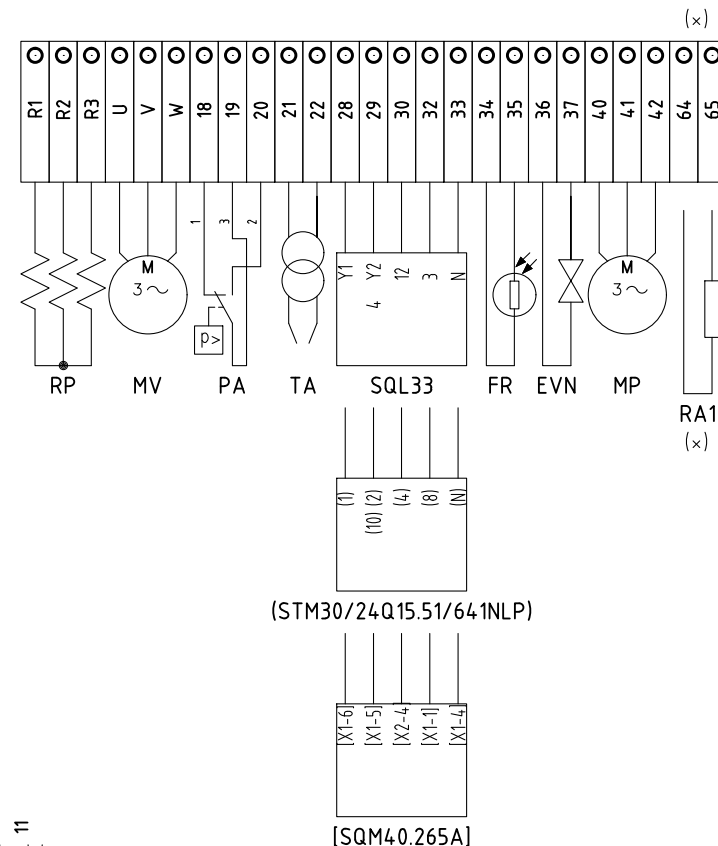 (x)
R1 R2 R3 U V W 18 19 20 21 22 28 29 30 32 33 34 35 36 37 40 41 42 64 65
1 3 2
Y1 Y2 12 3 N
4
M M
3~ 3~
p>
RP MV PA TA SQL33 FR EVN MP
RA1
(x)
(1) (2) (4) (8) (N)
(10)
(STM30/24Q15.51/641NLP)
[X1-6] [X1-5] [X2-4] [X1-1] [X1-4]
11
[SQM40.265A]